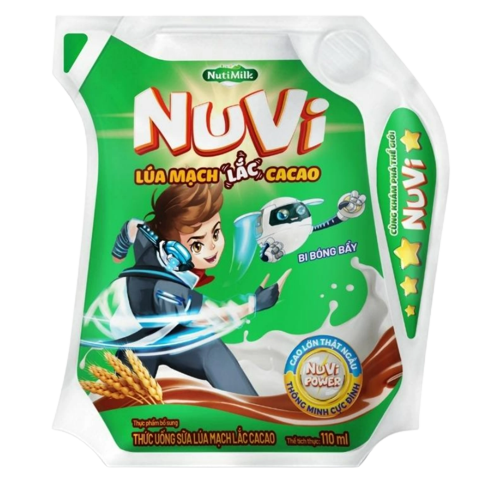 NutiMilk
NuVi
LÚA MẠCH LẮC CACAO
CÙNG KHÁM PHÁ THẾ GIỚI
NuVi
BI BÓNG BẨY
CAO LỚN THẬT NGẦU
NuVi
POWER
THÔNG MINH CỰC ĐỈNH
Thực phẩm bổ sung
THỨC UỐNG SỮA LÚA MẠCH LẮC CACAO
Thể tích thực: 110 ml